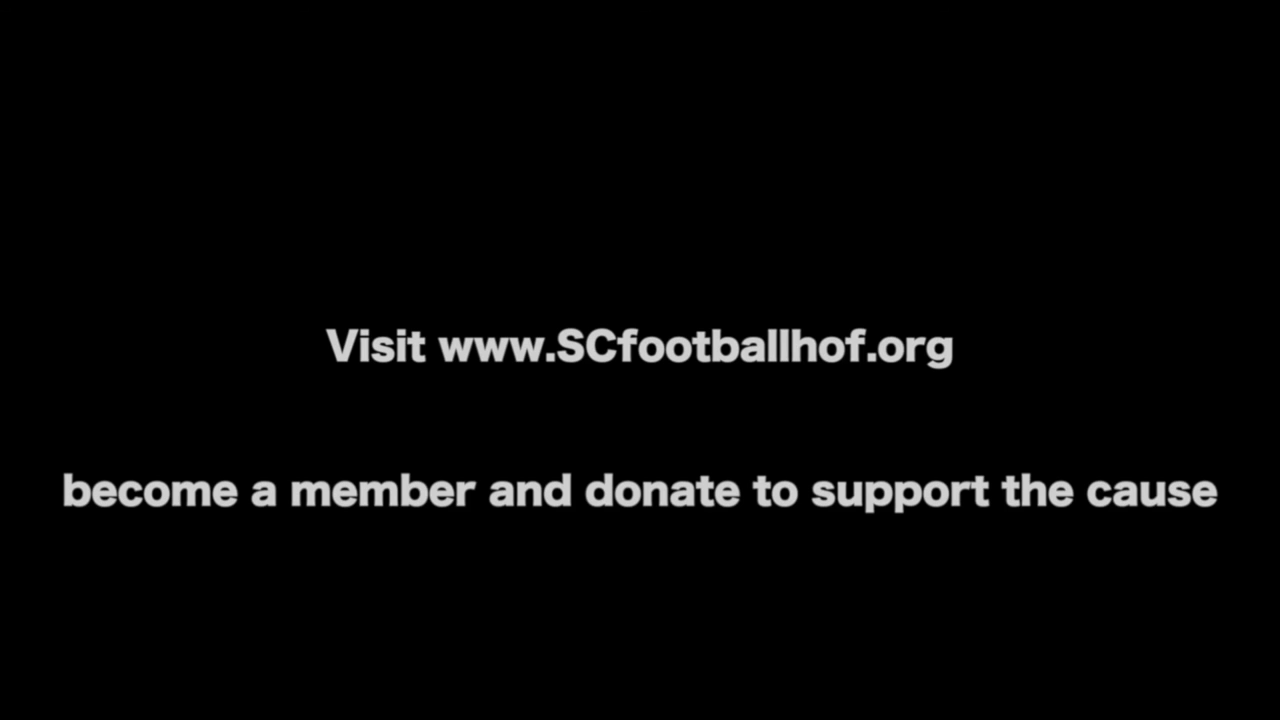 Visit www.SCfootballhof.org
become a member and donate to support the cause